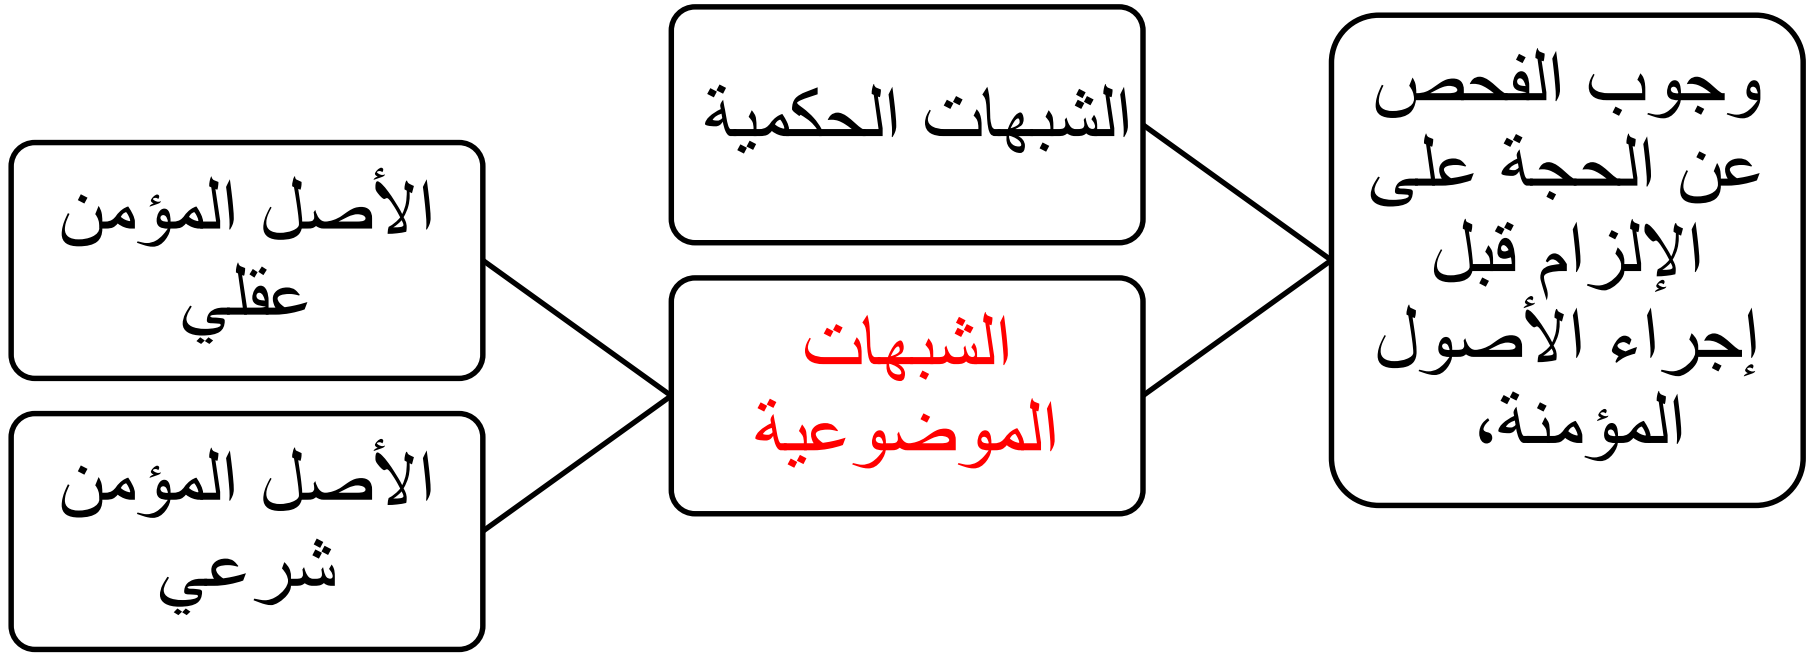 وجوب الفحص
عن الحجة على
الإلزام قبل
إجراء الأصول
المؤمنة،
الشبهات الحكمية
الشبهات
الموضوعية
الأصل المؤمن
عقلي
الأصل المؤمن
شرعي